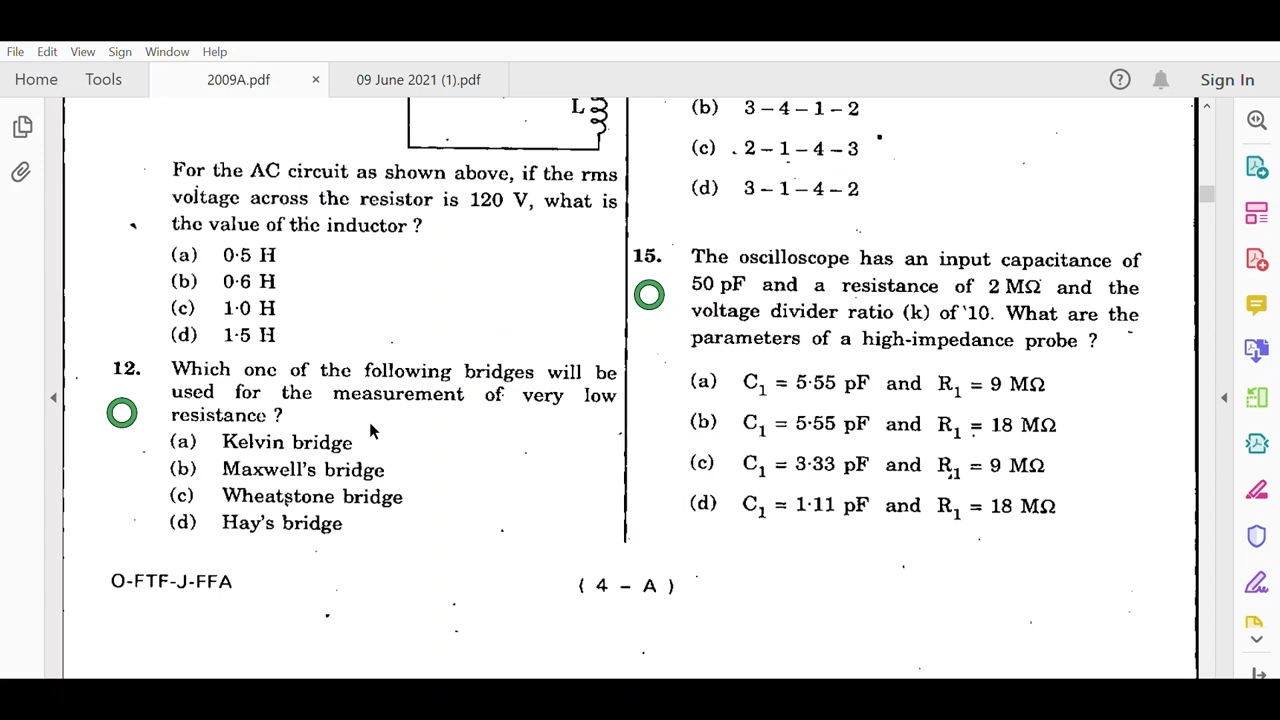 File Edit View Sign Window Help
Home Tools 2009A.pdf × 09 June 2021 (1).pdf Sign In
L
For the AC circuit as shown above, if the rms
voltage across the resistor is 120 V, what is
the value of the inductor ?
(a) 0·5 H
(b) 0·6 H
(c) 1·0 H
(d) 1·5 H
12. Which one of the following bridges will be
used for the measurement of very low
resistance ?
(a) Kelvin bridge
(b) Maxwell's bridge
(c) Wheatstone bridge
(d) Hay's bridge
(b) 3 – 4 – 1 – 2
(c) 2 – 1 – 4 – 3
(d) 3 – 1 – 4 – 2
15. The oscilloscope has an input capacitance of
50 pF and a resistance of 2 MΩ and the
voltage divider ratio (k) of 10. What are the
parameters of a high-impedance probe ?
(a) C₁ = 5·55 pF and R₁ = 9 MΩ
(b) C₁ = 5·55 pF and R₁ = 18 MΩ
(c) C₁ = 3·33 pF and R₁ = 9 MΩ
(d) C₁ = 1·11 pF and R₁ = 18 MΩ
O-FTF-J-FFA ( 4 – A )